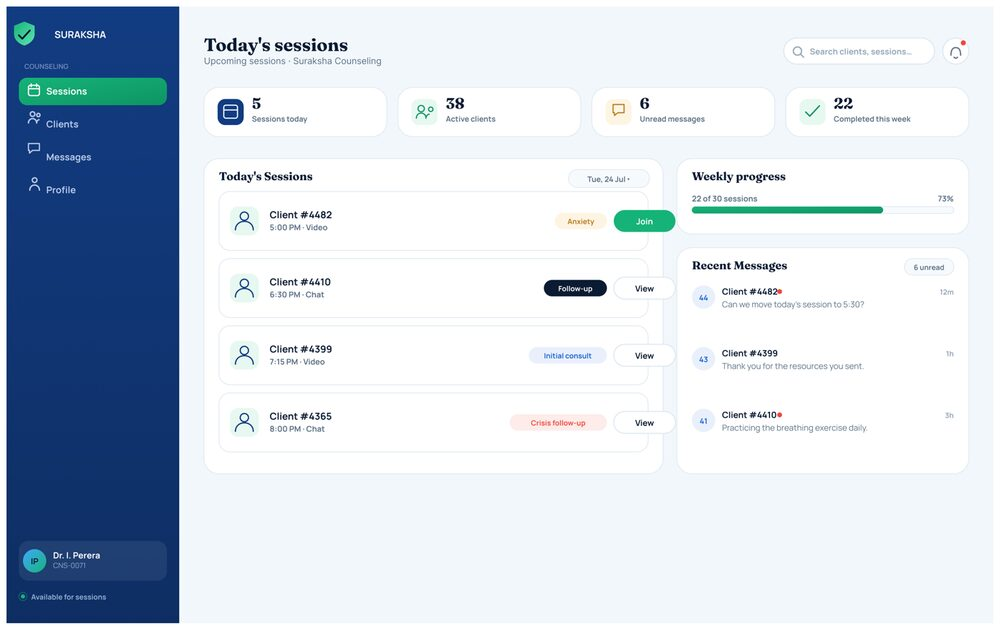 SURAKSHA
COUNSELING
Sessions
Clients
Messages
Profile
IP
Dr. I. Perera
CNS-0071
Available for sessions
Today's sessions
Upcoming sessions · Suraksha Counseling
Search clients, sessions…
5
Sessions today
38
Active clients
6
Unread messages
22
Completed this week
Today's Sessions
Tue, 24 Jul ·
Client #4482
5:00 PM · Video
Anxiety
Join
Client #4410
6:30 PM · Chat
Follow-up
View
Client #4399
7:15 PM · Video
Initial consult
View
Client #4365
8:00 PM · Chat
Crisis follow-up
View
Weekly progress
22 of 30 sessions
73%
Recent Messages
6 unread
44
Client #4482
12m
Can we move today's session to 5:30?
43
Client #4399
1h
Thank you for the resources you sent.
41
Client #4410
3h
Practicing the breathing exercise daily.